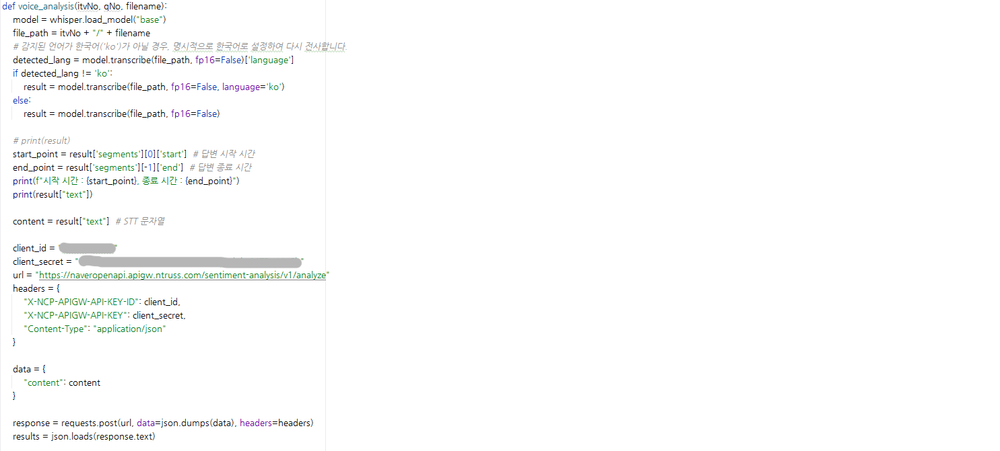 def voice_analysis(itvNo, qNo, filename):
model = whisper.load_model("base")
file_path = itvNo + "/" + filename
# 감지된 언어가 한국어('ko')가 아닐 경우, 명시적으로 한국어로 설정하여 다시 전사합니다.
detected_lang = model.transcribe(file_path, fp16=False)['language']
if detected_lang != 'ko':
result = model.transcribe(file_path, fp16=False, language='ko')
else:
result = model.transcribe(file_path, fp16=False)
# print(result)
start_point = result['segments'][0]['start'] # 답변 시작 시간
end_point = result['segments'][-1]['end'] # 답변 종료 시간
print(f"시작 시간 : {start_point}, 종료 시간 : {end_point}")
print(result["text"])
content = result["text"] # STT 문자열
client_id = "
client_secret = " "
url = "https://naveropenapi.apigw.ntruss.com/sentiment-analysis/v1/analyze"
headers = {
"X-NCP-APIGW-API-KEY-ID": client_id,
"X-NCP-APIGW-API-KEY": client_secret,
"Content-Type": "application/json"
}
data = {
"content": content
}
response = requests.post(url, data=json.dumps(data), headers=headers)
results = json.loads(response.text)